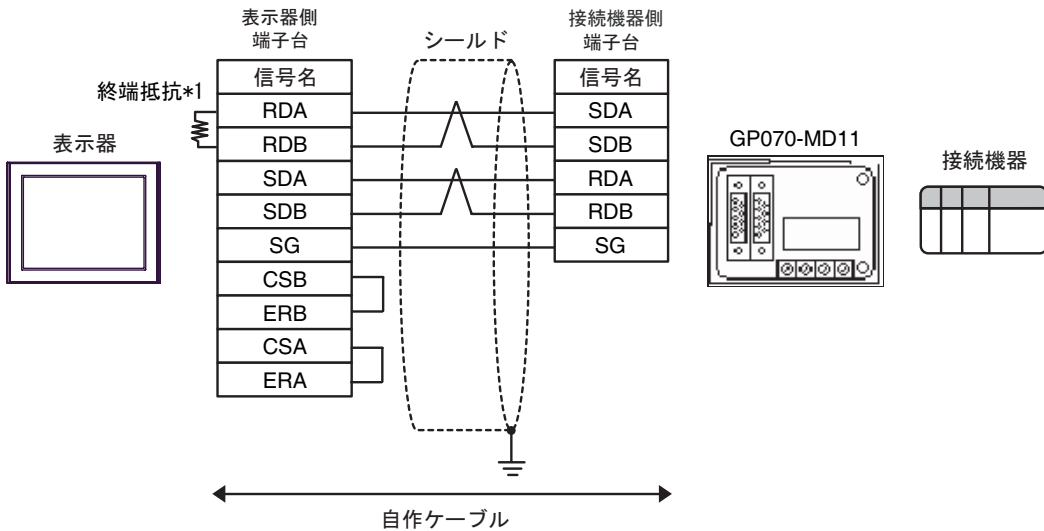 表示器側
端子台
シールド
接続機器側
端子台
終端抵抗*1
信号名
信号名
RDA
SDA
RDB
SDB
SDA
RDA
SDB
RDB
SG
SG
CSB
ERB
CSA
ERA
表示器
GP070-MD11
接続機器
自作ケーブル